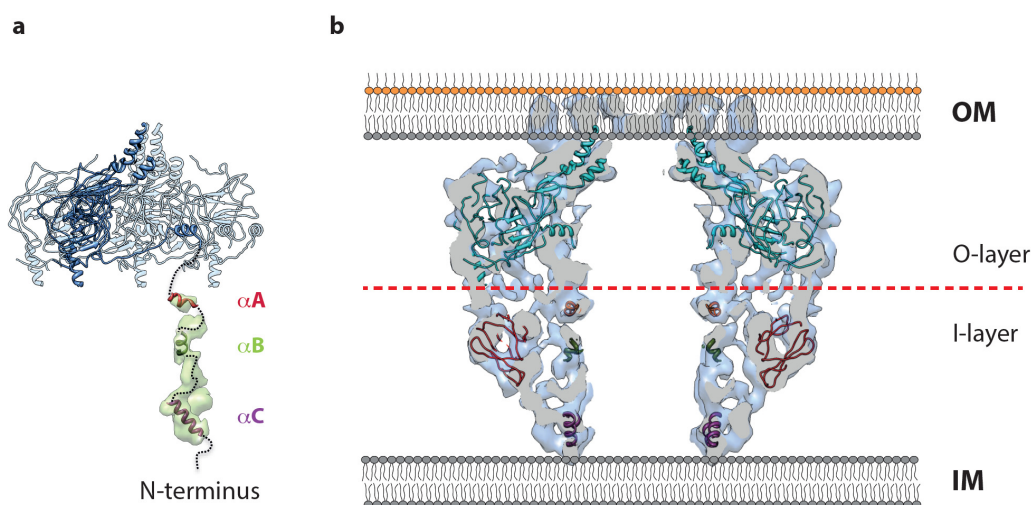 a
b
αA
αB
αC
N-terminus
OM
O-layer
I-layer
IM